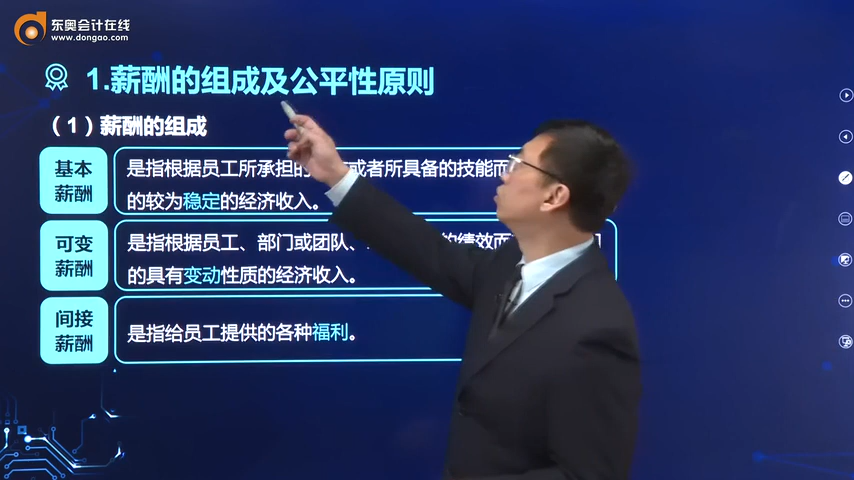 东奥会计在线
www.dongao.com
1.薪酬的组成及公平性原则
（1）薪酬的组成
基本
薪酬
是指根据员工所承担的 或者所具备的技能而
的较为稳定的经济收入。
可变
薪酬
是指根据员工、部门或团队、 的绩效而
的具有变动性质的经济收入。
间接
薪酬
是指给员工提供的各种福利。